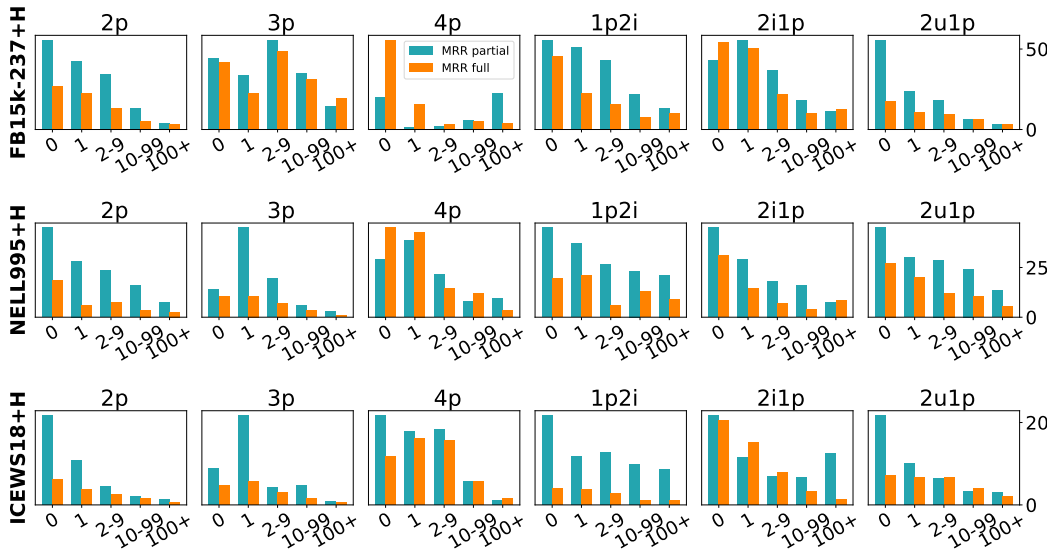 2p 3p 4p 1p2i 2i1p 2u1p
FB15k-237+H
MRR partial
MRR full
50
0
0 1 2-9 10-99 100+ 0 1 2-9 10-99 100+ 0 1 2-9 10-99 100+ 0 1 2-9 10-99 100+ 0 1 2-9 10-99 100+ 0 1 2-9 10-99 100+
2p 3p 4p 1p2i 2i1p 2u1p
NELL995+H
25
0
0 1 2-9 10-99 100+ 0 1 2-9 10-99 100+ 0 1 2-9 10-99 100+ 0 1 2-9 10-99 100+ 0 1 2-9 10-99 100+ 0 1 2-9 10-99 100+
2p 3p 4p 1p2i 2i1p 2u1p
ICEWS18+H
20
0
0 1 2-9 10-99 100+ 0 1 2-9 10-99 100+ 0 1 2-9 10-99 100+ 0 1 2-9 10-99 100+ 0 1 2-9 10-99 100+ 0 1 2-9 10-99 100+